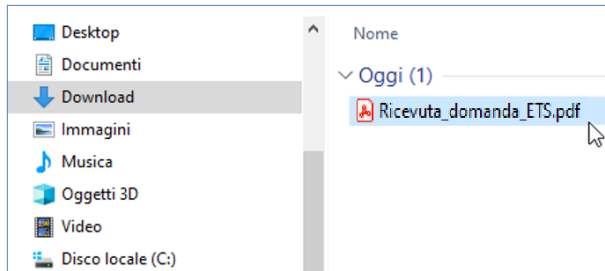 Desktop
Documenti
Download
Immagini
Musica
Oggetti 3D
Video
Disco locale (C:)
Nome
Oggi (1)
Ricevuta_domanda_ETS.pdf